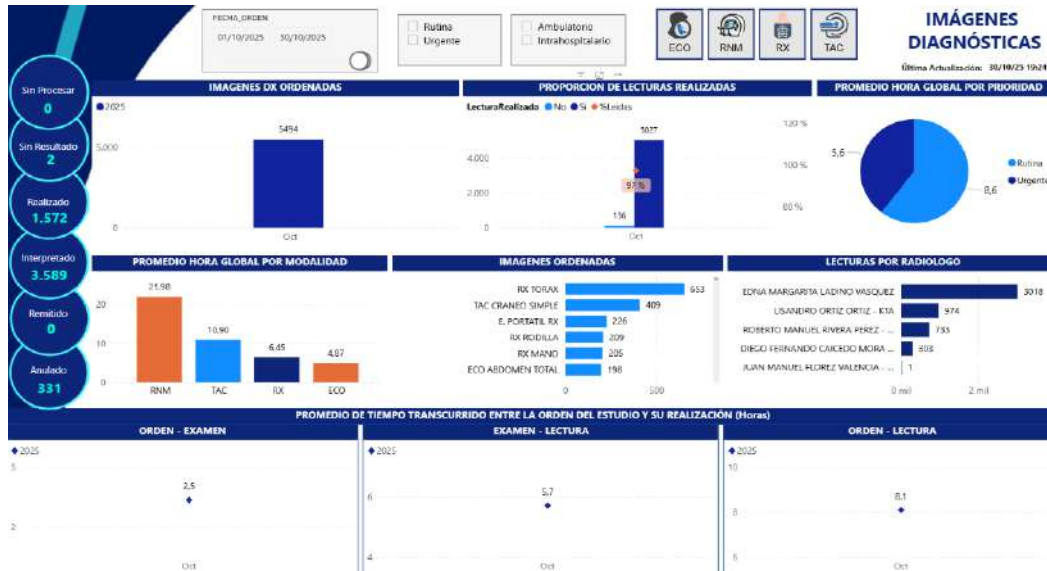 FECHA_ORDEN
01/10/2025 30/10/2025
Rutina
Urgente
Ambulatorio
Intrahospitalario
ECO
RNM
RX
TAC
IMÁGENES
DIAGNÓSTICAS
Última Actualización: 30/10/25 19:24
Sin Procesar
0
Sin Resultado
2
Realizado
1.572
Interpretado
3.589
Remitido
0
Anulado
331
IMAGENES DX ORDENADAS
2025
5494
5.000
0
Oct
PROPORCION DE LECTURAS REALIZADAS
LecturaRealizada No Si %Leidas
5027
4.000
2.000
0
97 %
136
120 %
100 %
80 %
Oct
PROMEDIO HORA GLOBAL POR PRIORIDAD
5,6
8,6
Rutina
Urgente
PROMEDIO HORA GLOBAL POR MODALIDAD
20
10
0
21,98
10,90
6,45
4,87
RNM TAC RX ECO
IMAGENES ORDENADAS
RX TORAX 653
TAC CRANEO SIMPLE 409
E. PORTATIL RX 226
RX RODILLA 209
RX MANO 205
ECO ABDOMEN TOTAL 198
0 500
LECTURAS POR RADIOLOGO
EDNA MARGARITA LADINO VASQUEZ 3018
LISANDRO ORTIZ ORTIZ - KTA 974
ROBERTO MANUEL RIVERA PEREZ - ... 733
DIEGO FERNANDO CAICEDO MORA ... 303
JUAN MANUEL FLOREZ VALENCIA - ... 1
0 mil 2 mil
PROMEDIO DE TIEMPO TRANSCURRIDO ENTRE LA ORDEN DEL ESTUDIO Y SU REALIZACIÓN (Horas)
ORDEN - EXAMEN
2025
3
2,5
2
Oct
EXAMEN - LECTURA
2025
6
5,7
4
Oct
ORDEN - LECTURA
2025
10
8,1
8
6
Oct